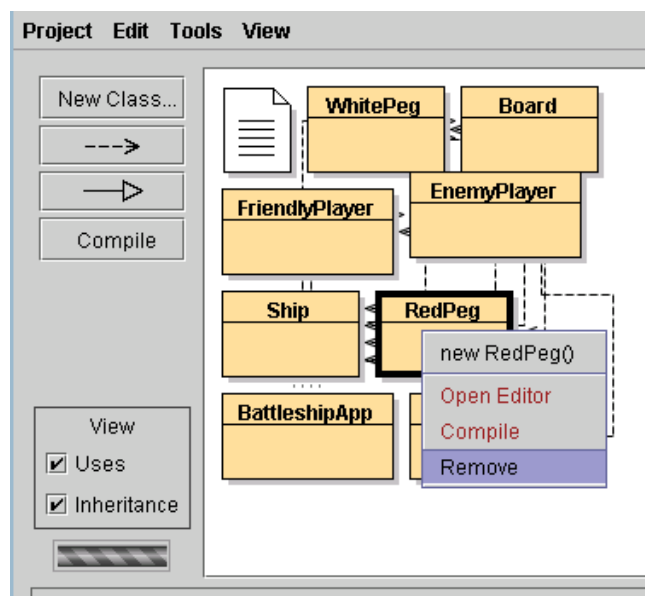 Project Edit Tools View
New Class...
Compile
View
Uses
Inheritance
WhitePeg
Board
FriendlyPlayer
EnemyPlayer
Ship
RedPeg
BattleshipApp
new RedPeg()
Open Editor
Compile
Remove